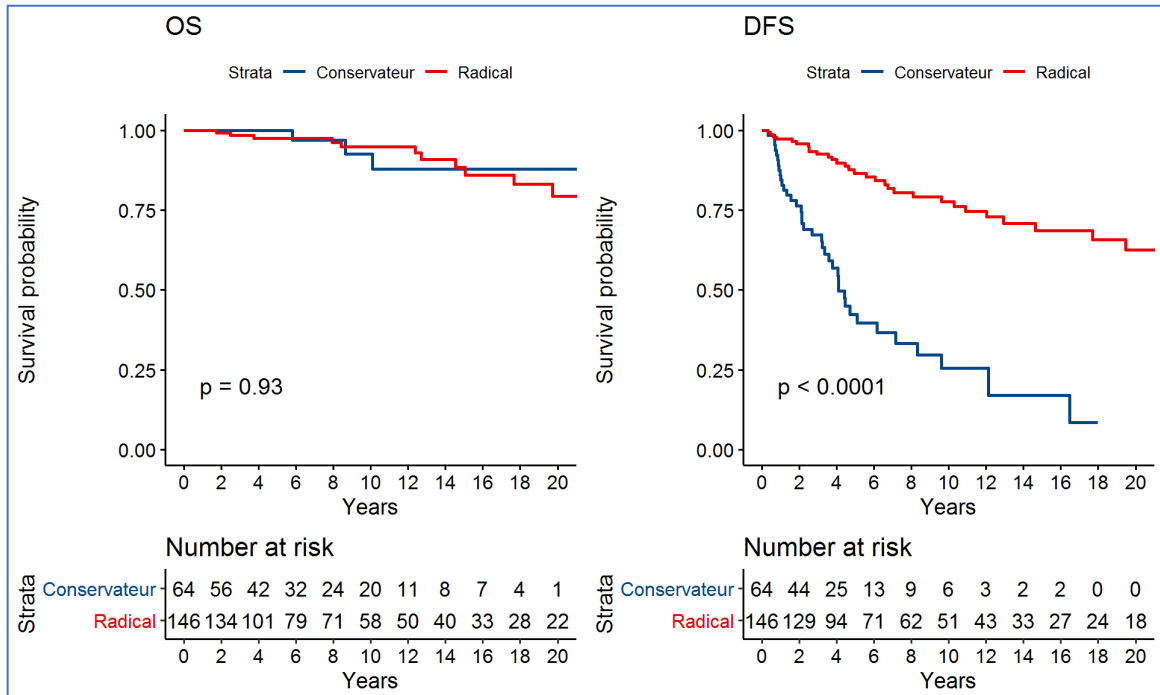 OS
Strata Conservateur Radical
Survival probability
1.00
0.75
0.50
0.25
0.00
p = 0.93
0 2 4 6 8 10 12 14 16 18 20
Years
Number at risk
Strata
Conservateur 64 56 42 32 24 20 11 8 7 4 1
Radical 146 134 101 79 71 58 50 40 33 28 22
0 2 4 6 8 10 12 14 16 18 20
Years
DFS
Strata Conservateur Radical
Survival probability
1.00
0.75
0.50
0.25
0.00
p < 0.0001
0 2 4 6 8 10 12 14 16 18 20
Years
Number at risk
Strata
Conservateur 64 44 25 13 9 6 3 2 2 0 0
Radical 146 129 94 71 62 51 43 33 27 24 18
0 2 4 6 8 10 12 14 16 18 20
Years